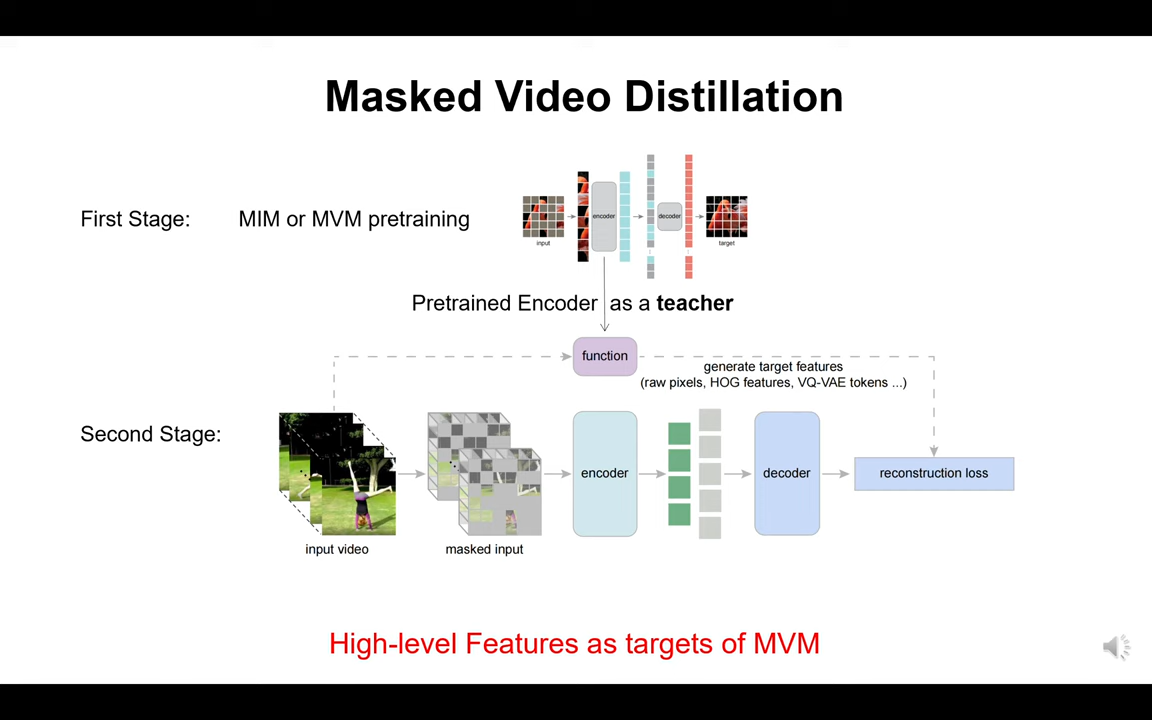 Masked Video Distillation
First Stage:
MIM or MVM pretraining
input
encoder
decoder
target
Pretrained Encoder as a teacher
function
generate target features
(raw pixels, HOG features, VQ-VAE tokens ...)
Second Stage:
encoder
decoder
reconstruction loss
input video
masked input
High-level Features as targets of MVM